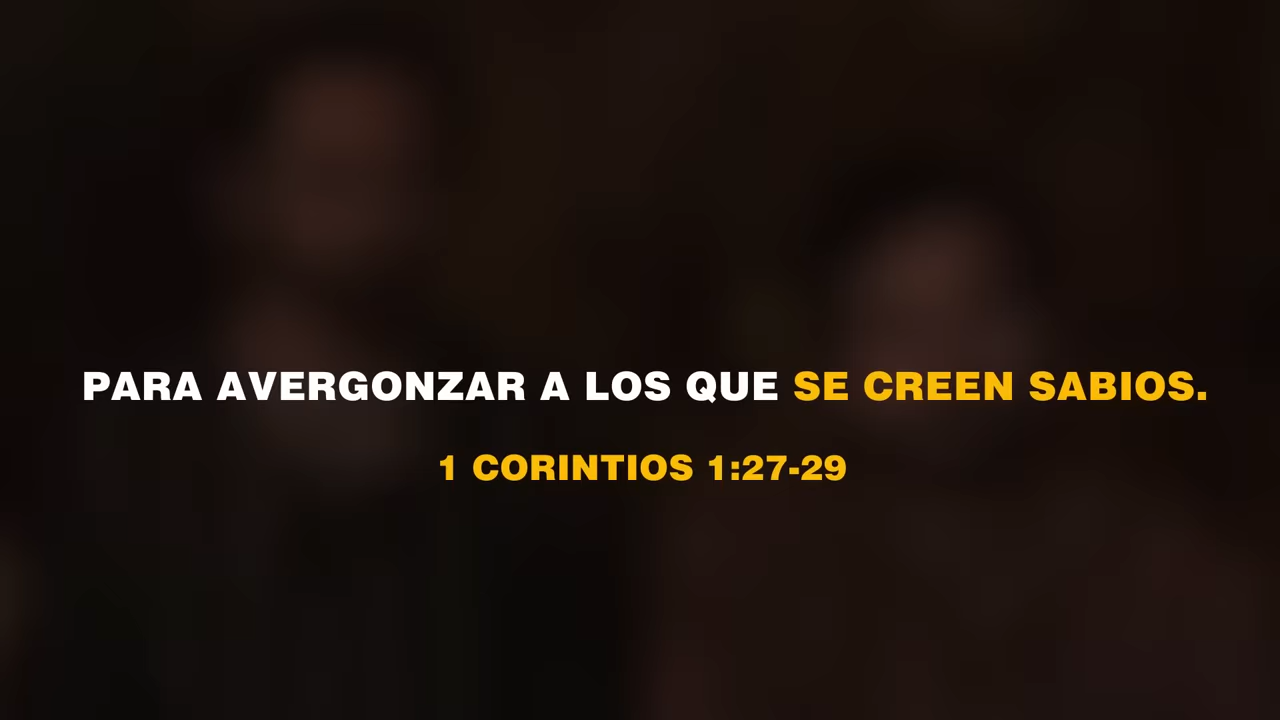 PARA AVERGONZAR A LOS QUE SE CREEN SABIOS.
1 CORINTIOS 1:27-29